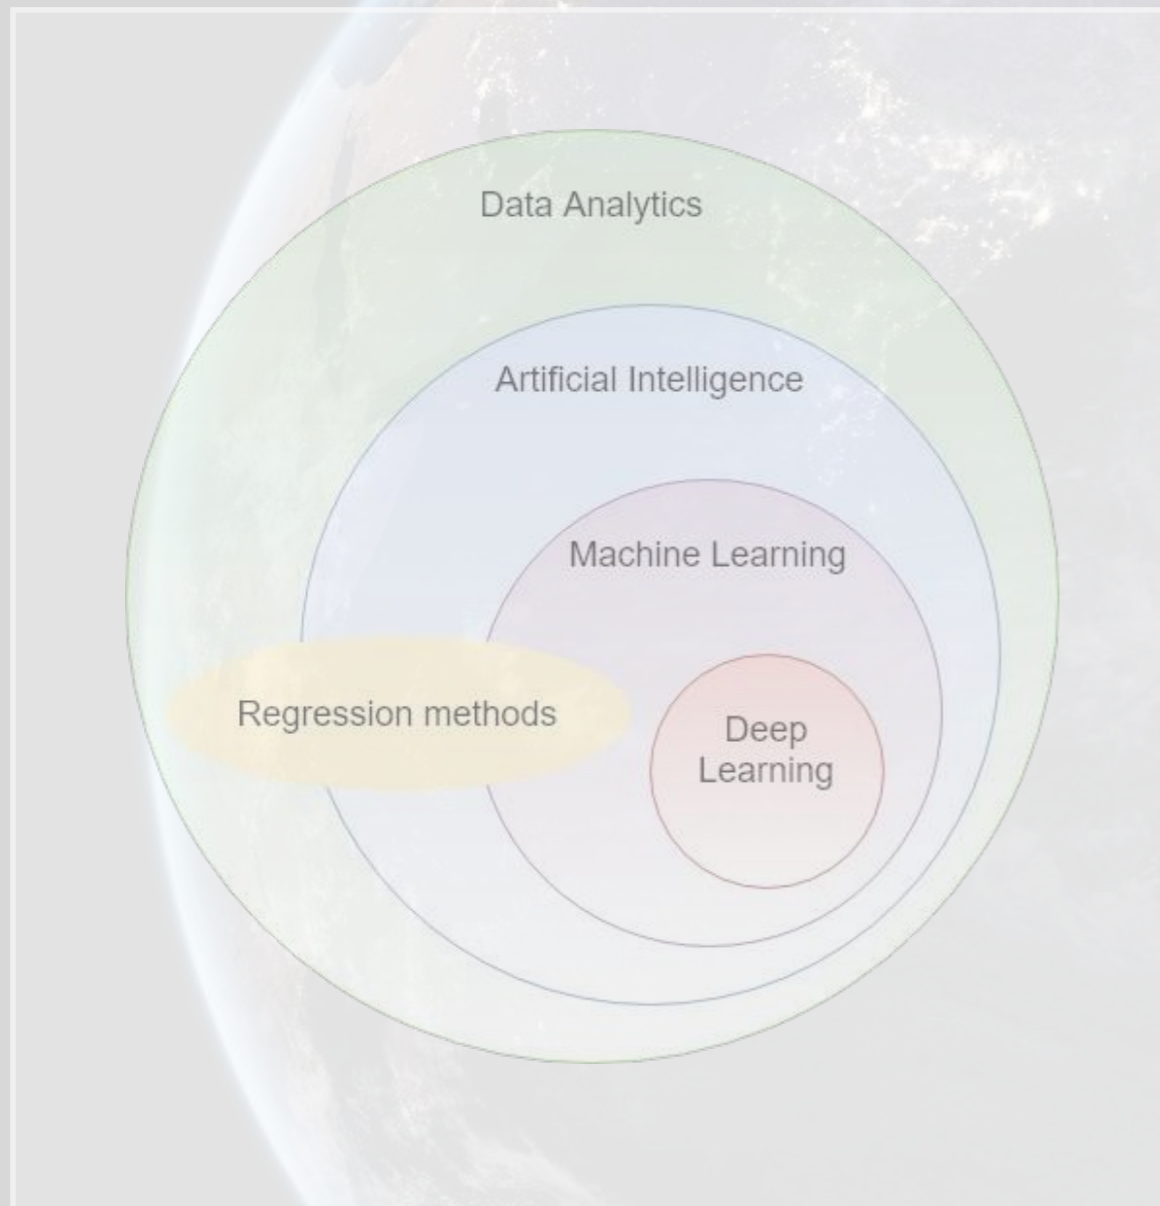 Data Analytics
Artificial Intelligence
Machine Learning
Regression methods
Deep
Learning